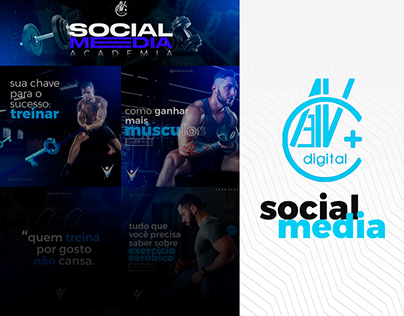 SOCIAL
MEDIA
ACADEMIA
sua chave
para o
sucesso:
treinar
como ganhar
mais
músculos
"quem treina
por gosto
não cansa.
tudo que
você precisa
saber sobre
exercício
aeróbico
digital
social
media